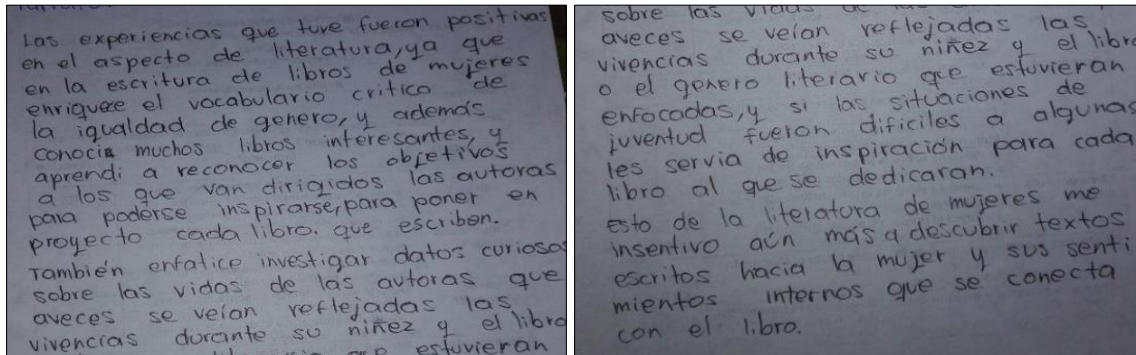 Las experiencias que tuve fueron positivas
en el aspecto de literatura, ya que
en la escritura de libros de mujeres
enriquece el vocabulario critico de
la igualdad de genero, y además
conocia muchos libros interesantes, y
aprendi a reconocer los objetivos
a los que van dirigidos las autoras
para poderse inspirarse, para poner en
proyecto cada libro. que escriben.
También enfatice investigar datos curiosos
sobre las vidas de las autoras que
aveces se veían reflejadas las
vivencias durante su niñez y el libro
estuvieran
sobre las vidas de las
aveces se veían reflejadas las
vivencias durante su niñez y el libro
o el genero literario que estuvieran
enfocadas, y si las situaciones de
juventud fueron dificiles a algunas
les servia de inspiración para cada
libro al que se dedicaran.
Esto de la literatura de mujeres me
insentivo aún más a descubrir textos
escritos hacia la mujer y sus senti
mientos internos que se conecta
con el libro.